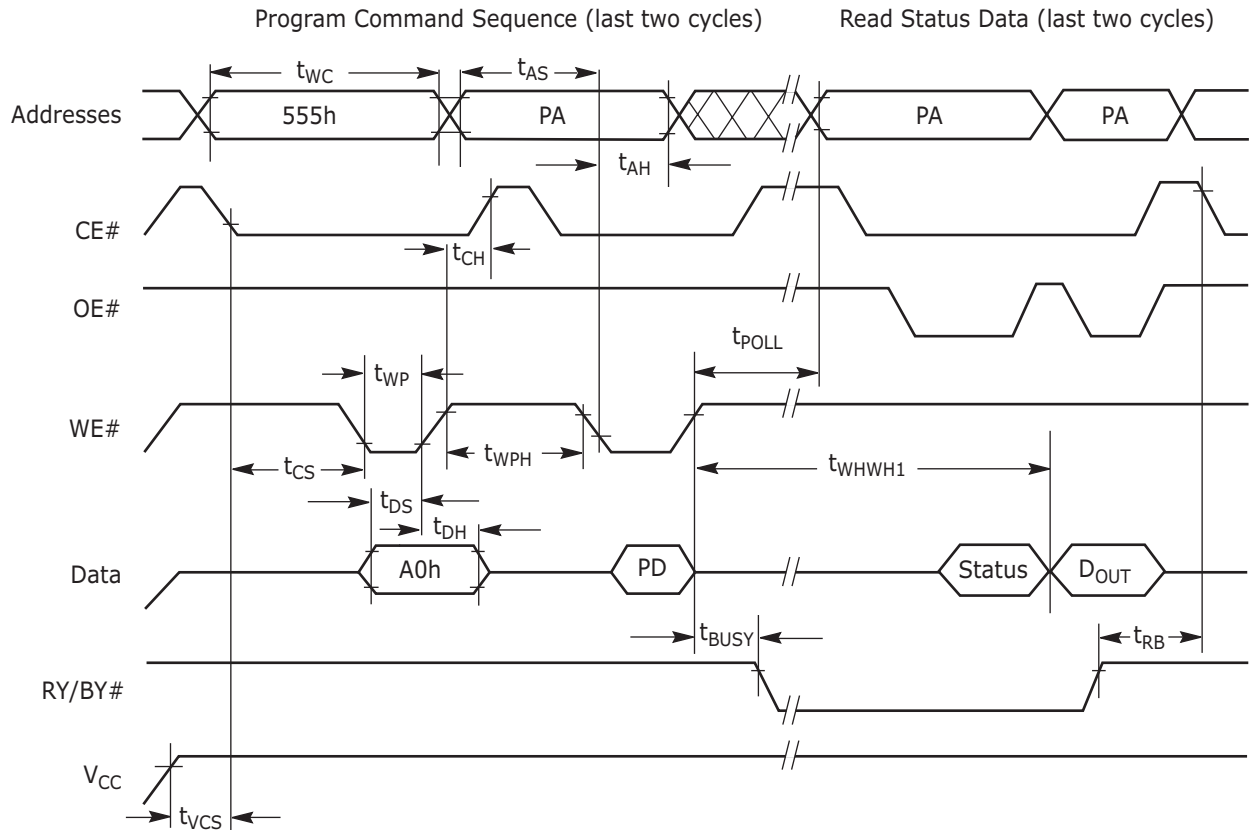 Program Command Sequence (last two cycles) Read Status Data (last two cycles)
tWC tAS
Addresses 555h PA PA PA
tAH
CE#
tCH
OE#
tPOLL
tWP
WE#
tWPH tWHWH1
tCS
tDS
tDH
Data A0h PD Status DOUT
tBUSY tRB
RY/BY#
VCC
tVCS